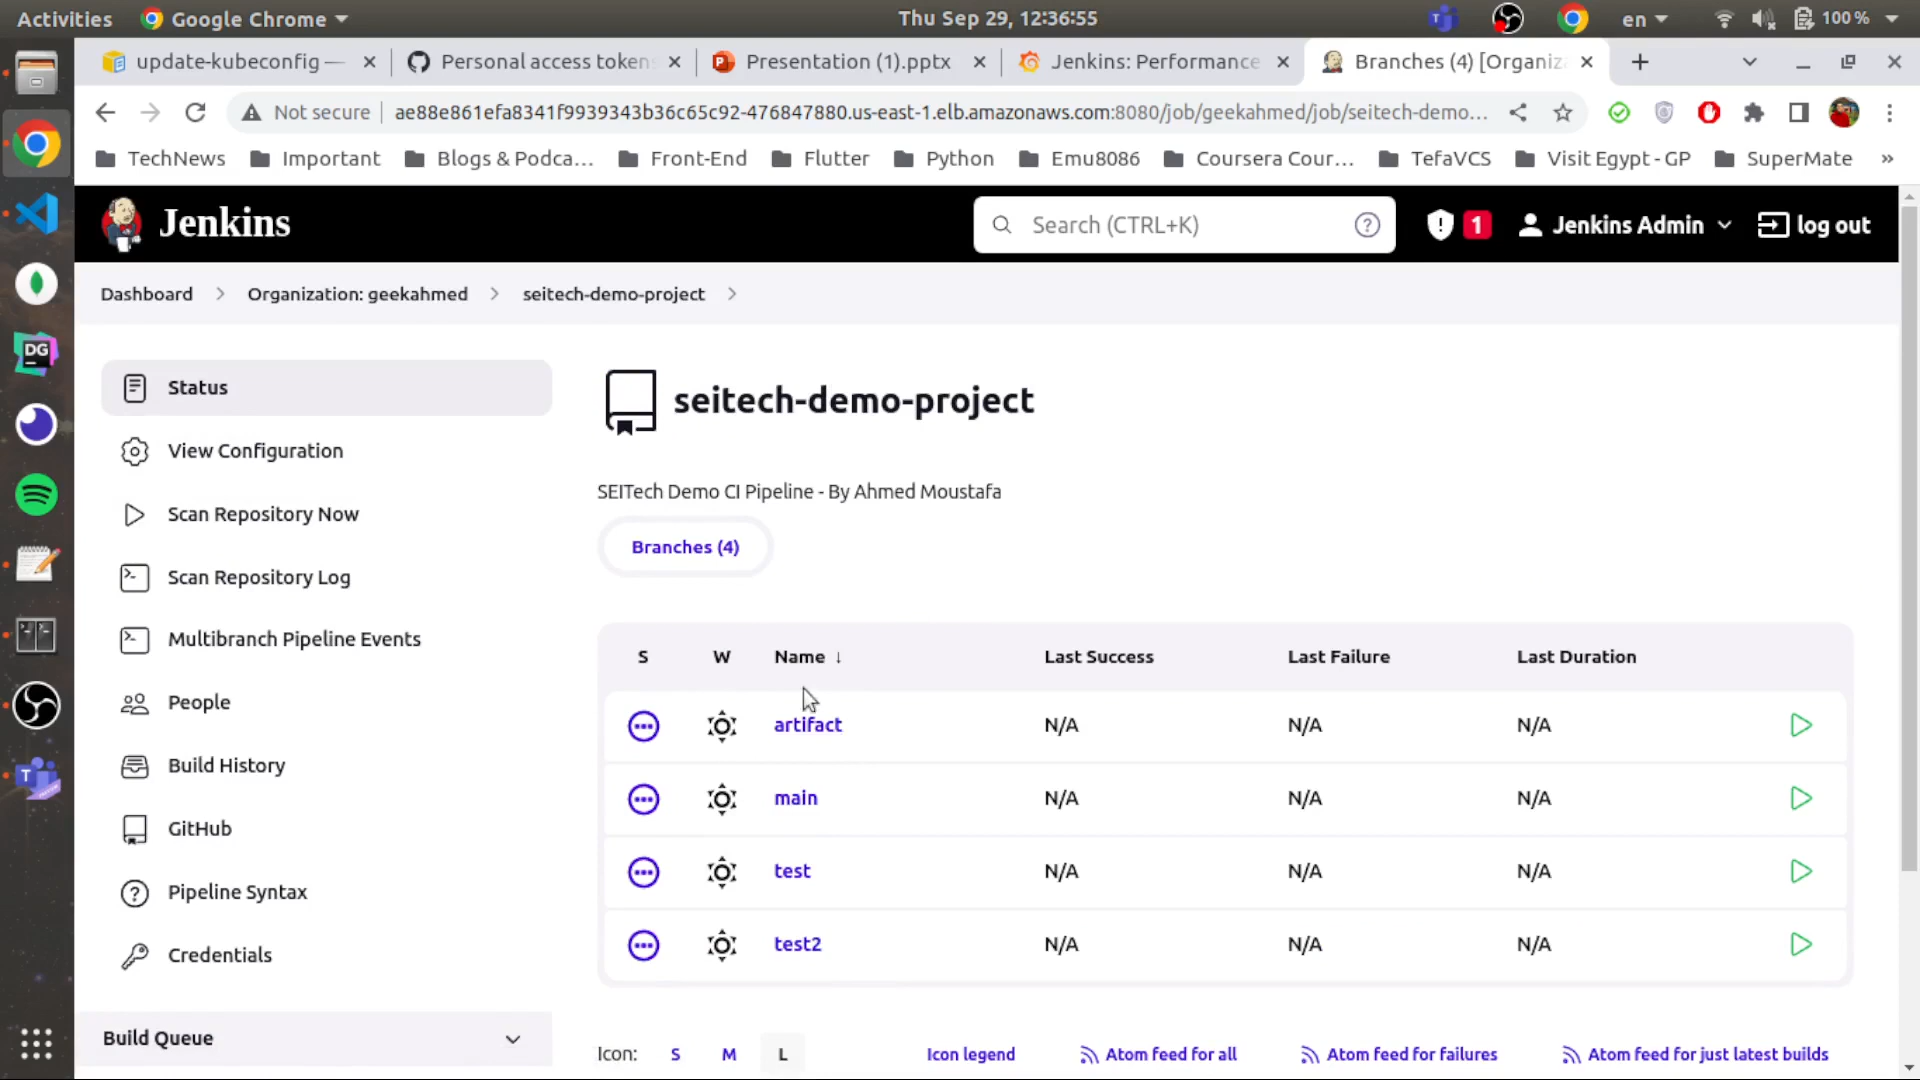 Activities Google Chrome Thu Sep 29, 12:36:55 en 100 %
update-kubeconfig — Personal access tokens Presentation (1).pptx Jenkins: Performance Branches (4) [Organiza
Not secure ae88e861efa8341f9939343b36c65c92-476847880.us-east-1.elb.amazonaws.com:8080/job/geekahmed/job/seitech-demo...
TechNews Important Blogs & Podca... Front-End Flutter Python Emu8086 Coursera Cour... TefaVCS Visit Egypt - GP SuperMate »
Jenkins Search (CTRL+K) 1 Jenkins Admin log out
Dashboard Organization: geekahmed seitech-demo-project
Status
View Configuration
Scan Repository Now
Scan Repository Log
Multibranch Pipeline Events
People
Build History
GitHub
Pipeline Syntax
Credentials
Build Queue
seitech-demo-project
SEITech Demo CI Pipeline - By Ahmed Moustafa
Branches (4)
S W Name ↓ Last Success Last Failure Last Duration
artifact N/A N/A N/A
main N/A N/A N/A
test N/A N/A N/A
test2 N/A N/A N/A
Icon: S M L Icon legend Atom feed for all Atom feed for failures Atom feed for just latest builds
DG